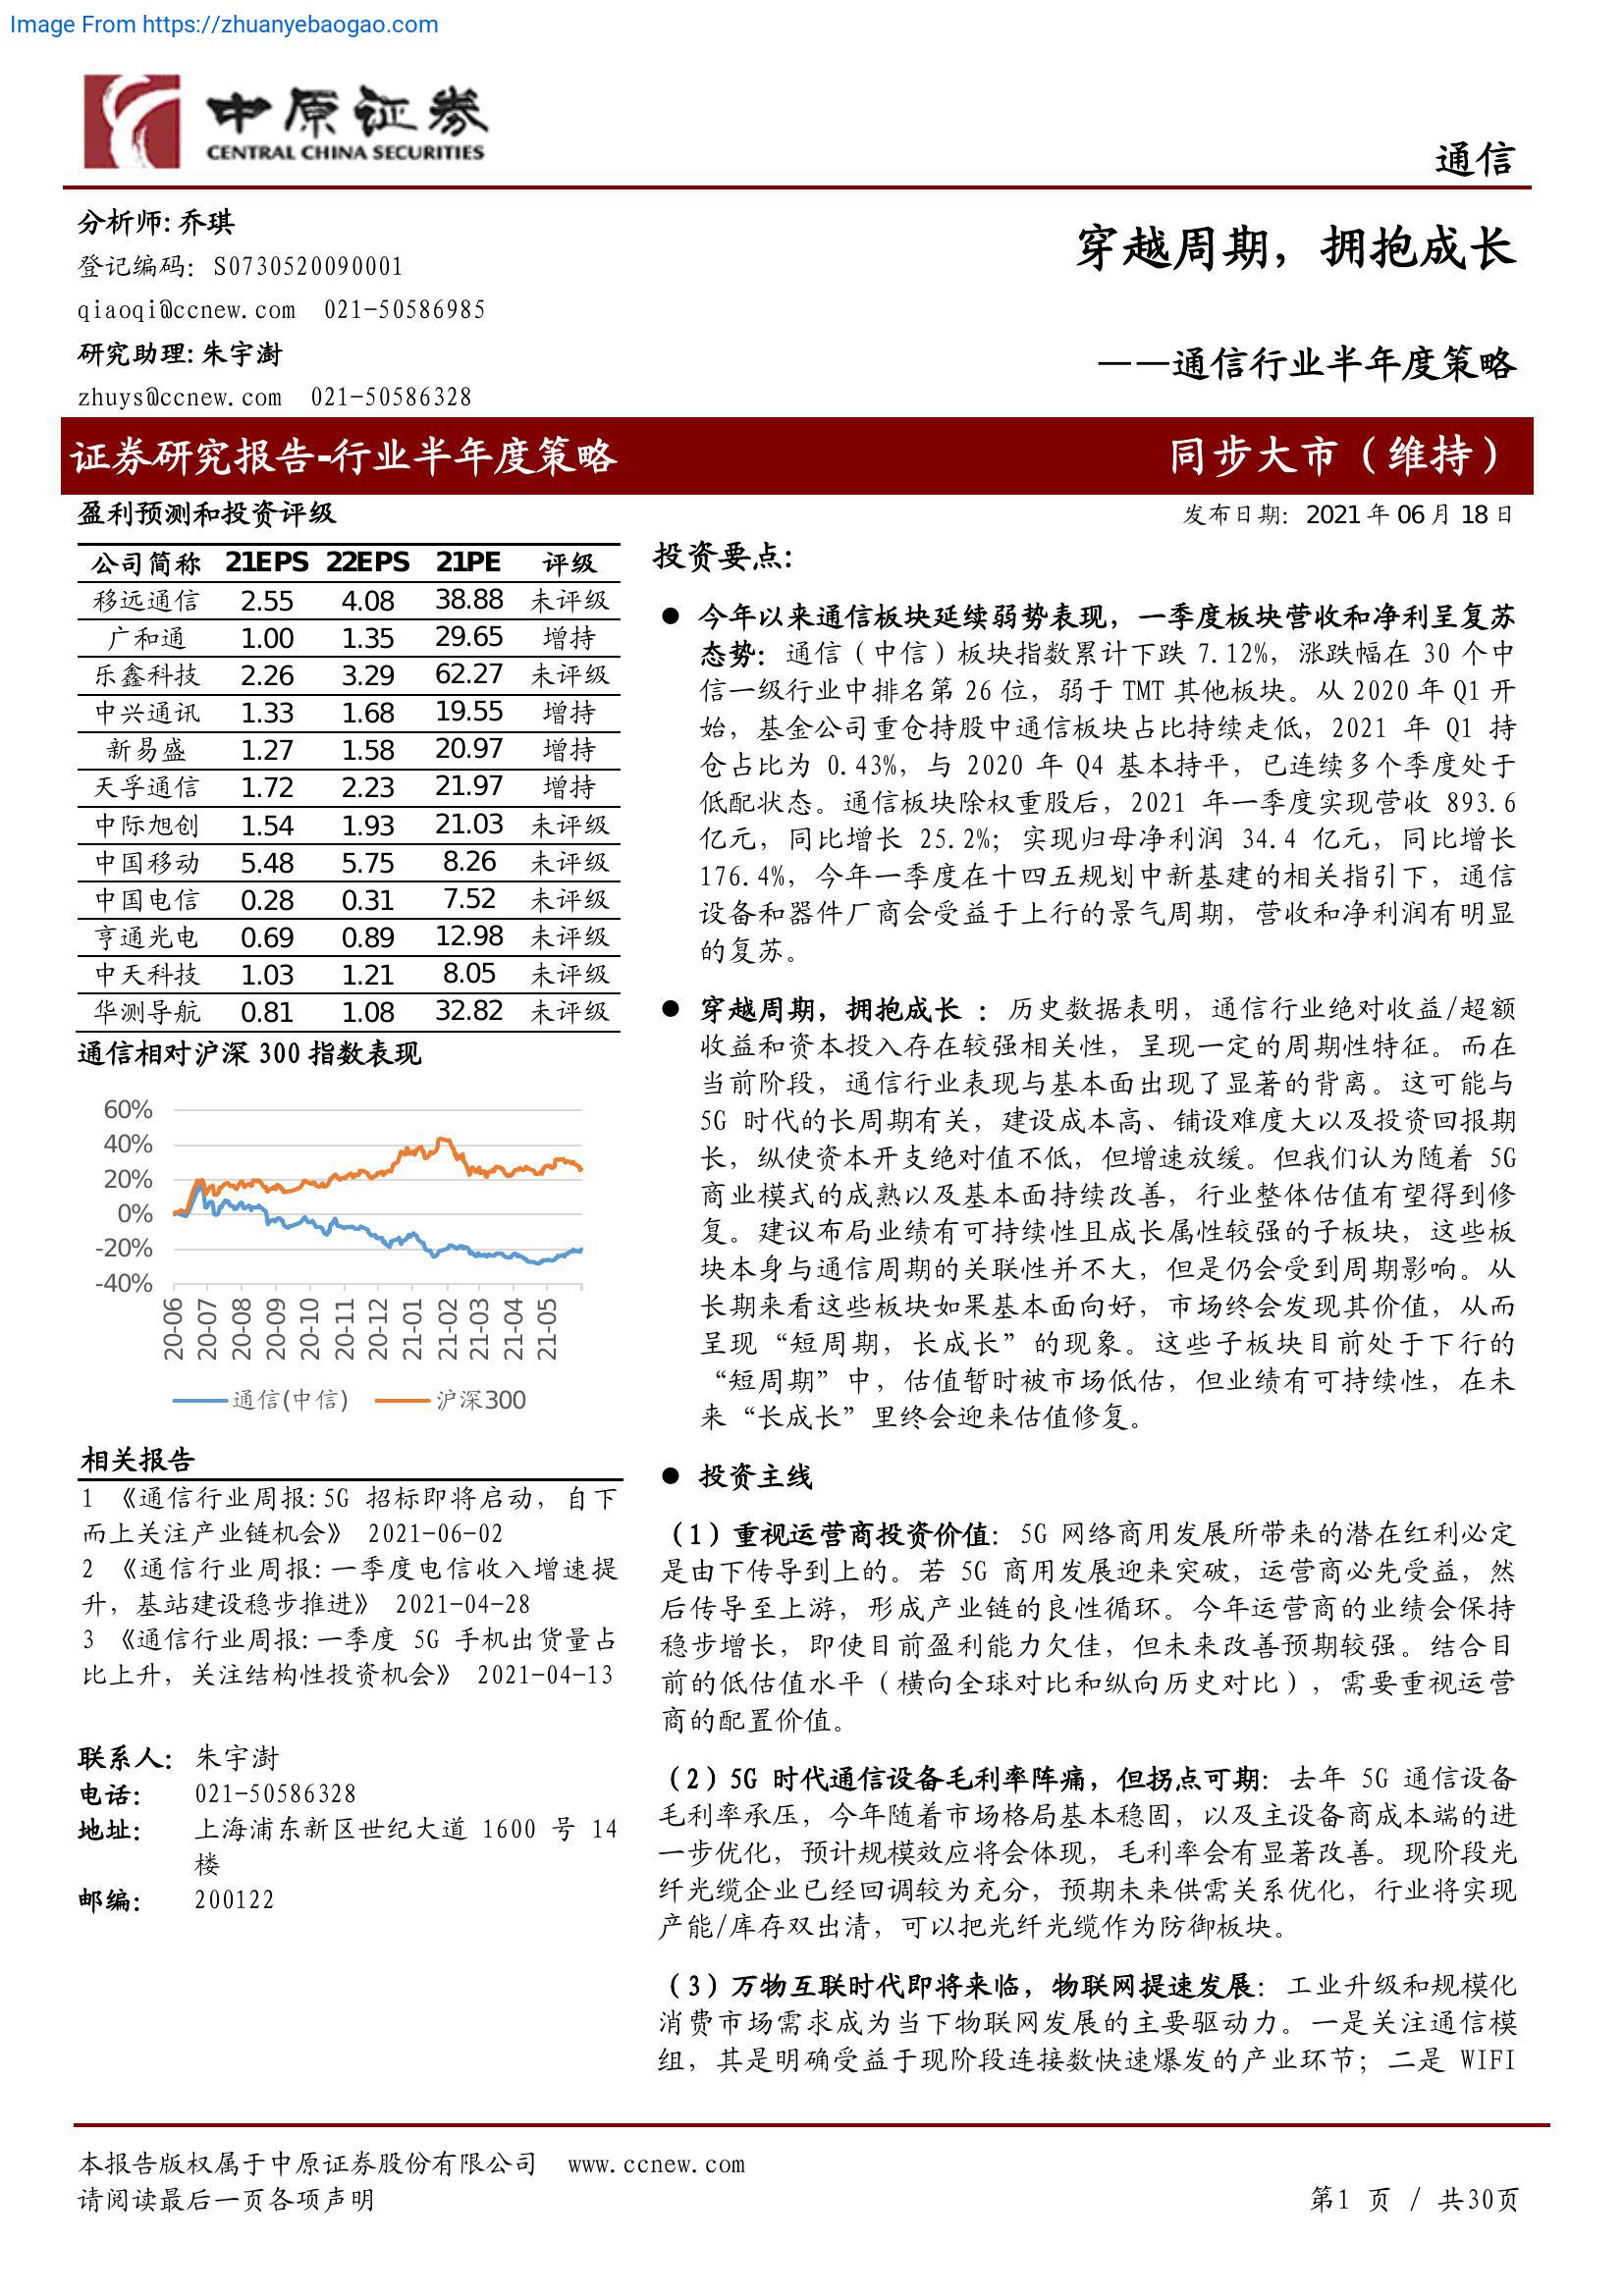 Image From https://zhuanyebaogao.com
中原证券
CENTRAL CHINA SECURITIES
通信
分析师:乔琪
登记编码：S0730520090001
qiaoqi@ccnew.com 021-50586985
研究助理:朱宇澍
zhuys@ccnew.com 021-50586328
穿越周期，拥抱成长
——通信行业半年度策略
证券研究报告-行业半年度策略
同步大市（维持）
盈利预测和投资评级
公司简称 21EPS 22EPS 21PE 评级
移远通信 2.55 4.08 38.88 未评级
广和通 1.00 1.35 29.65 增持
乐鑫科技 2.26 3.29 62.27 未评级
中兴通讯 1.33 1.68 19.55 增持
新易盛 1.27 1.58 20.97 增持
天孚通信 1.72 2.23 21.97 增持
中际旭创 1.54 1.93 21.03 未评级
中国移动 5.48 5.75 8.26 未评级
中国电信 0.28 0.31 7.52 未评级
亨通光电 0.69 0.89 12.98 未评级
中天科技 1.03 1.21 8.05 未评级
华测导航 0.81 1.08 32.82 未评级
通信相对沪深 300 指数表现
60%
40%
20%
0%
-20%
-40%
20-06 20-07 20-08 20-09 20-10 20-11 20-12 21-01 21-02 21-03 21-04 21-05
通信(中信) 沪深300
相关报告
1 《通信行业周报:5G 招标即将启动，自下
而上关注产业链机会》 2021-06-02
2 《通信行业周报:一季度电信收入增速提
升，基站建设稳步推进》 2021-04-28
3 《通信行业周报:一季度 5G 手机出货量占
比上升，关注结构性投资机会》 2021-04-13
联系人： 朱宇澍
电话： 021-50586328
地址： 上海浦东新区世纪大道 1600 号 14
楼
邮编： 200122
发布日期：2021 年 06 月 18 日
投资要点:
● 今年以来通信板块延续弱势表现，一季度板块营收和净利呈复苏
态势：通信（中信）板块指数累计下跌 7.12%，涨跌幅在 30 个中
信一级行业中排名第 26 位，弱于 TMT 其他板块。从 2020 年 Q1 开
始，基金公司重仓持股中通信板块占比持续走低，2021 年 Q1 持
仓占比为 0.43%，与 2020 年 Q4 基本持平，已连续多个季度处于
低配状态。通信板块除权重股后，2021 年一季度实现营收 893.6
亿元，同比增长 25.2%；实现归母净利润 34.4 亿元，同比增长
176.4%，今年一季度在十四五规划中新基建的相关指引下，通信
设备和器件厂商会受益于上行的景气周期，营收和净利润有明显
的复苏。
● 穿越周期，拥抱成长 ：历史数据表明，通信行业绝对收益/超额
收益和资本投入存在较强相关性，呈现一定的周期性特征。而在
当前阶段，通信行业表现与基本面出现了显著的背离。这可能与
5G 时代的长周期有关，建设成本高、铺设难度大以及投资回报期
长，纵使资本开支绝对值不低，但增速放缓。但我们认为随着 5G
商业模式的成熟以及基本面持续改善，行业整体估值有望得到修
复。建议布局业绩有可持续性且成长属性较强的子板块，这些板
块本身与通信周期的关联性并不大，但是仍会受到周期影响。从
长期来看这些板块如果基本面向好，市场终会发现其价值，从而
呈现“短周期，长成长”的现象。这些子板块目前处于下行的
“短周期”中，估值暂时被市场低估，但业绩有可持续性，在未
来“长成长”里终会迎来估值修复。
● 投资主线
（1）重视运营商投资价值：5G 网络商用发展所带来的潜在红利必定
是由下传导到上的。若 5G 商用发展迎来突破，运营商必先受益，然
后传导至上游，形成产业链的良性循环。今年运营商的业绩会保持
稳步增长，即使目前盈利能力欠佳，但未来改善预期较强。结合目
前的低估值水平（横向全球对比和纵向历史对比），需要重视运营
商的配置价值。
（2）5G 时代通信设备毛利率阵痛，但拐点可期：去年 5G 通信设备
毛利率承压，今年随着市场格局基本稳固，以及主设备商成本端的进
一步优化，预计规模效应将会体现，毛利率会有显著改善。现阶段光
纤光缆企业已经回调较为充分，预期未来供需关系优化，行业将实现
产能/库存双出清，可以把光纤光缆作为防御板块。
（3）万物互联时代即将来临，物联网提速发展：工业升级和规模化
消费市场需求成为当下物联网发展的主要驱动力。一是关注通信模
组，其是明确受益于现阶段连接数快速爆发的产业环节；二是 WIFI
本报告版权属于中原证券股份有限公司 www.ccnew.com
请阅读最后一页各项声明
第1 页 / 共30页